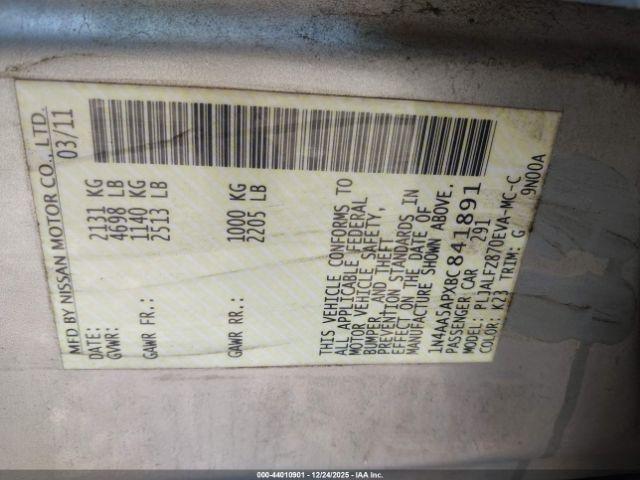 MFD BY NISSAN MOTOR CO., LTD.
DATE: 03/11
GVWR: 2131 KG
4698 LB
GAWR FR.: 1140 KG
2513 LB
GAWR RR.: 1000 KG
2205 LB
THIS VEHICLE CONFORMS TO
ALL APPLICABLE FEDERAL
MOTOR VEHICLE SAFETY,
BUMPER, AND THEFT
PREVENTION STANDARDS IN
EFFECT ON THE DATE OF
MANUFACTURE SHOWN ABOVE.
1N4AA5APXBC841891
PASSENGER CAR 291
MODEL: PLJALF2870EVA-MC-C
COLOR: K23 TRIM: G 9N00A
000-44010901 - 12/24/2025 - IAA Inc.